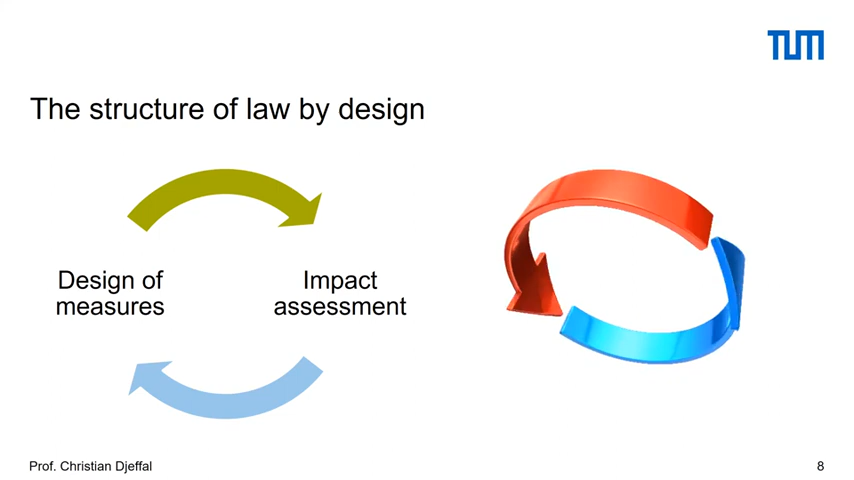 TUM
The structure of law by design
Design of
measures
Impact
assessment
Prof. Christian Djeffal
8